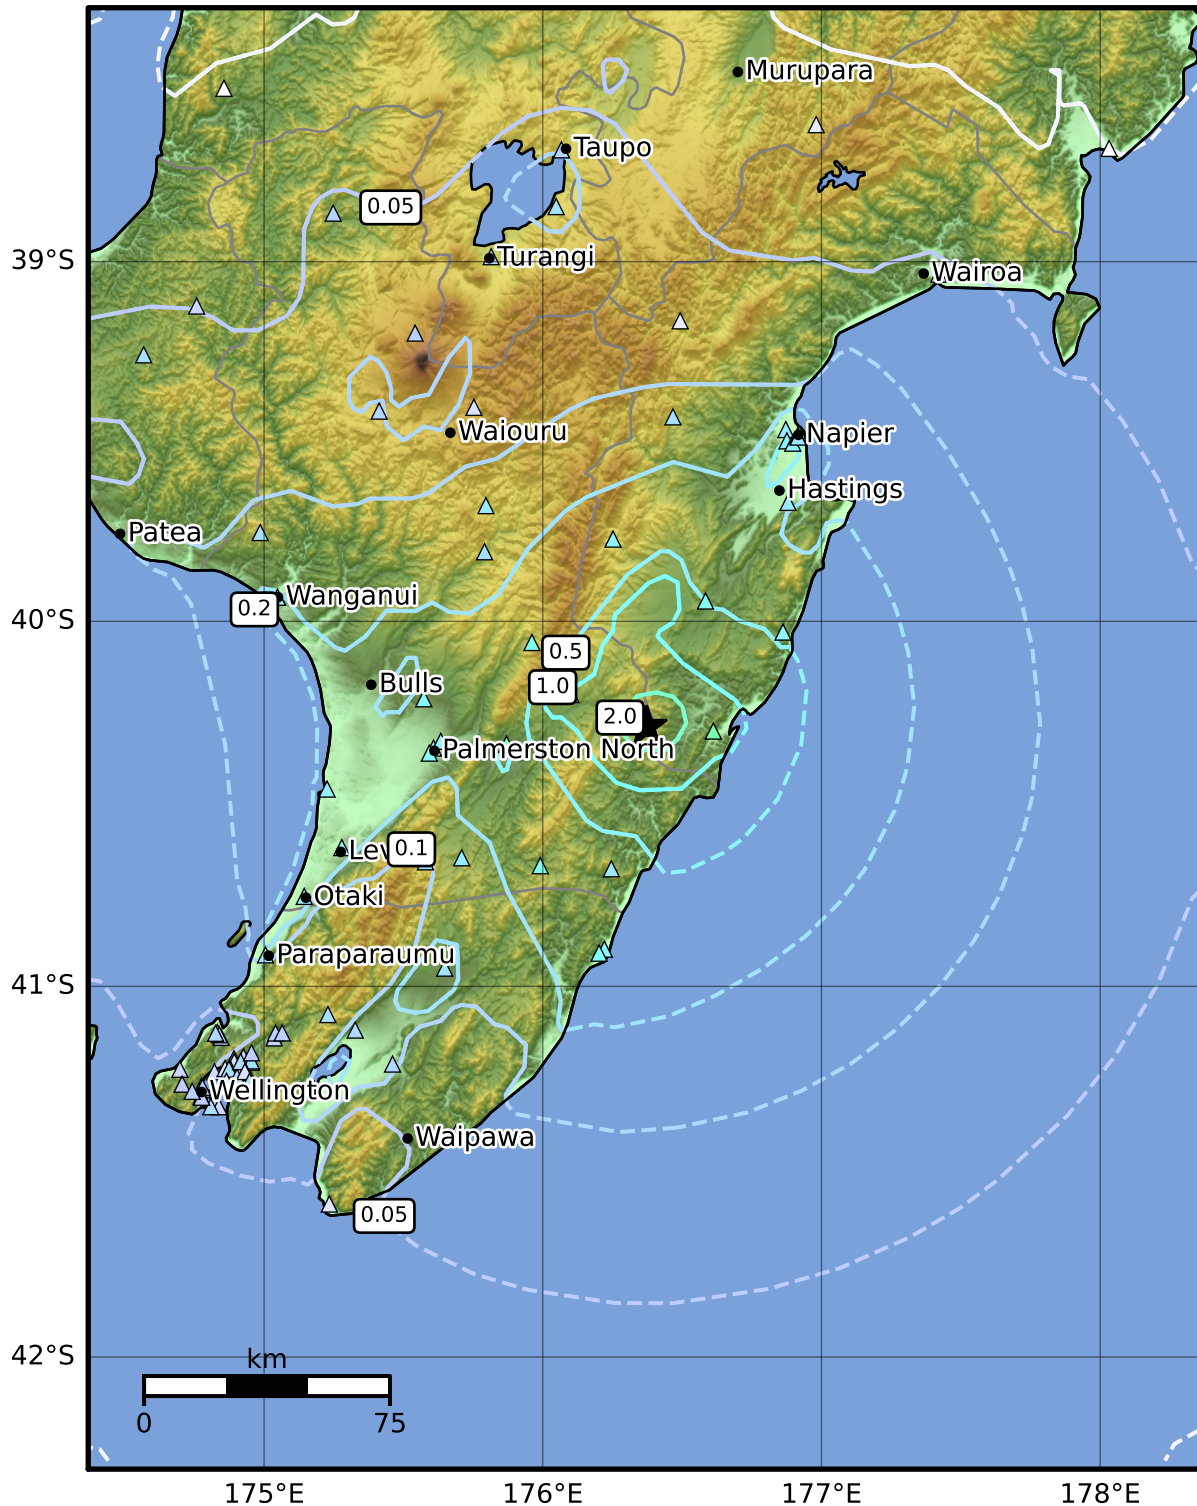 Murupara
Taupo
0.05
39°S
Turangi
Wairoa
Waiouru
Napier
Hastings
Patea
Wanganui
0.2
40°S
0.5
Bulls
1.0
2.0
Palmerston North
0.1
Otaki
Paraparaumu
41°S
Wellington
Waipawa
0.05
42°S
km
0
75
175°E
176°E
177°E
178°E